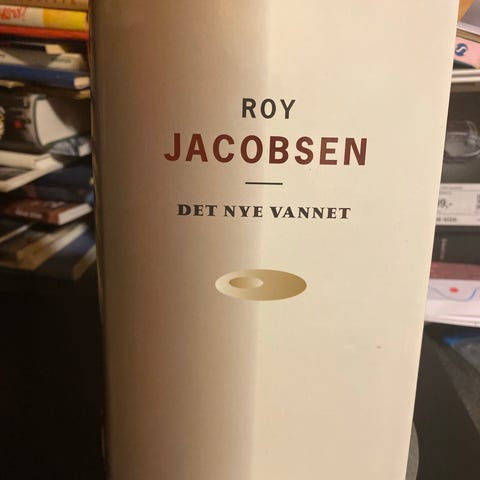 ROY
JACOBSEN
DET NYE VANNET